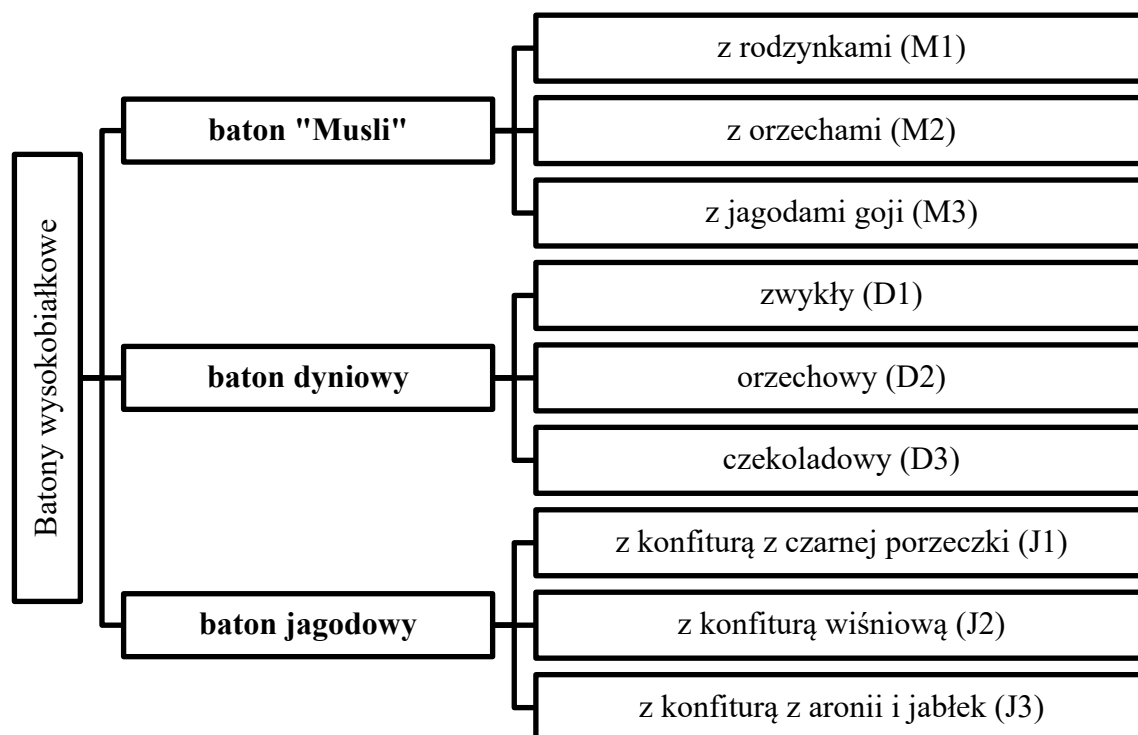 Batony wysokobiałkowe
baton "Musli"
z rodzynkami (M1)
z orzechami (M2)
z jagodami goji (M3)
baton dyniowy
zwykły (D1)
orzechowy (D2)
czekoladowy (D3)
baton jagodowy
z konfiturą z czarnej porzeczki (J1)
z konfiturą wiśniową (J2)
z konfiturą z aronii i jabłek (J3)